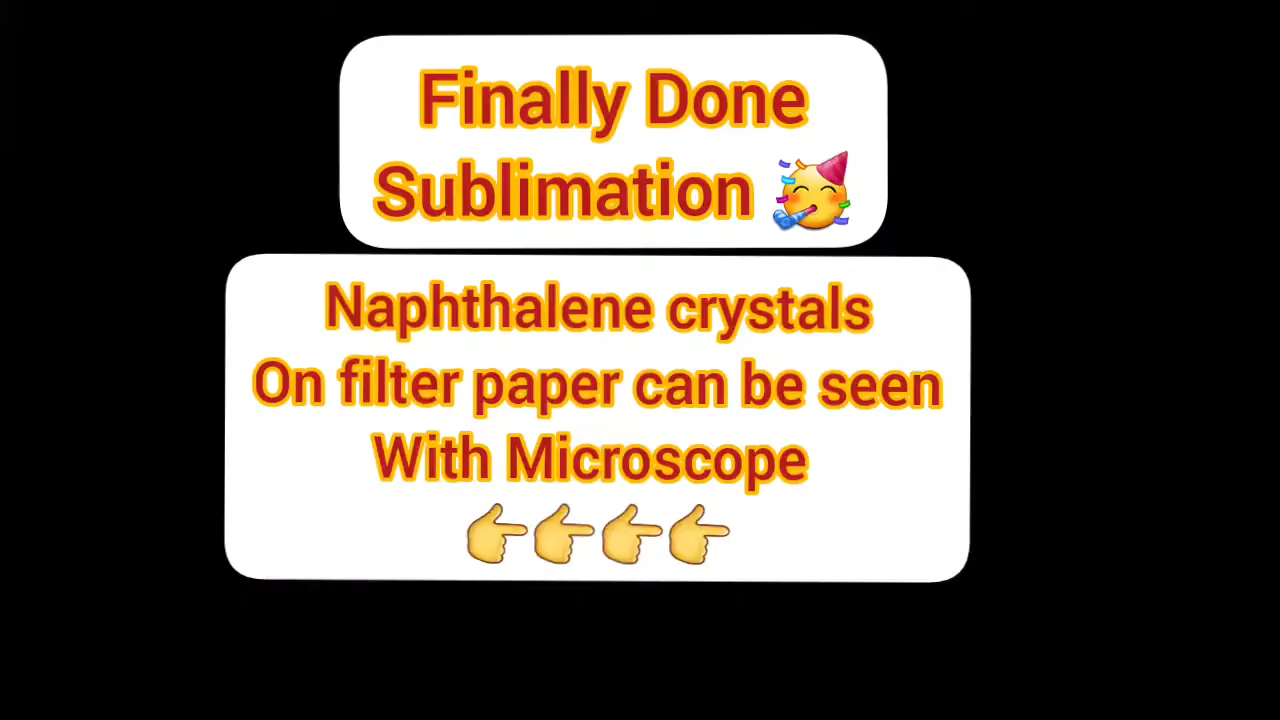 Finally Done
Sublimation 🥳
Naphthalene crystals
On filter paper can be seen
With Microscope
👉👉👉👉